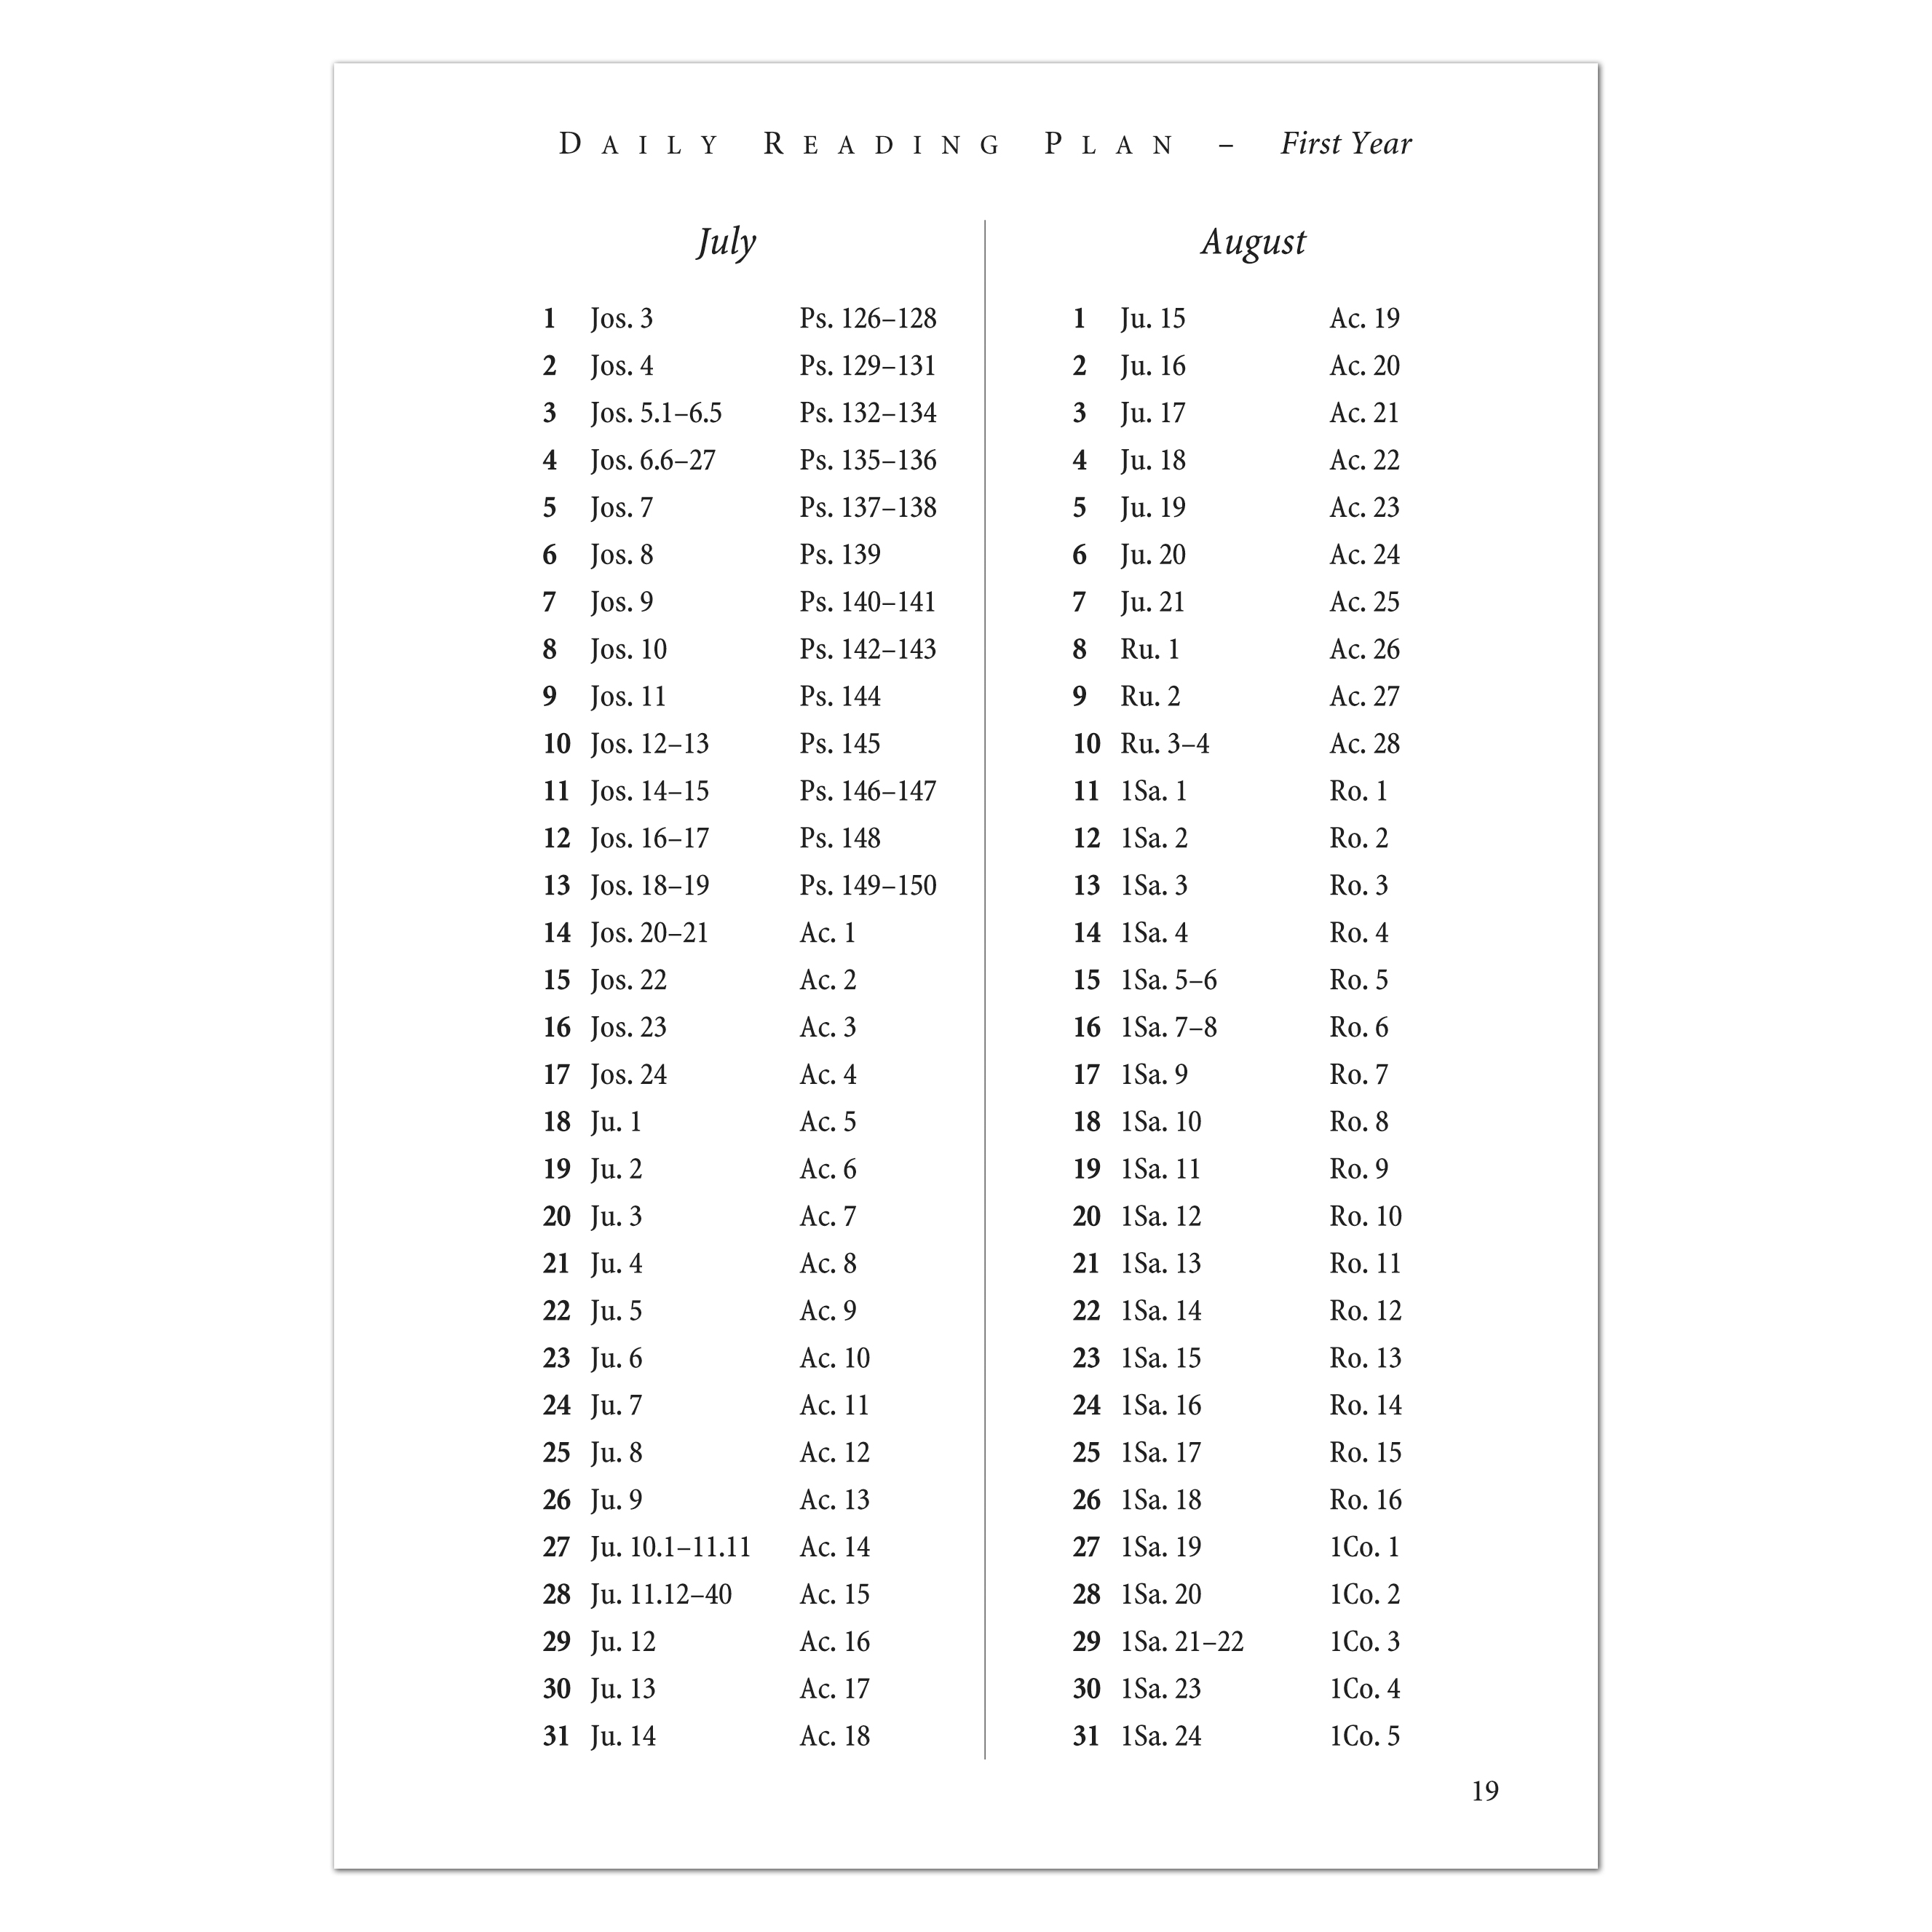 DAILY READING PLAN – First Year
July
1 Jos. 3 Ps. 126–128
2 Jos. 4 Ps. 129–131
3 Jos. 5.1–6.5 Ps. 132–134
4 Jos. 6.6–27 Ps. 135–136
5 Jos. 7 Ps. 137–138
6 Jos. 8 Ps. 139
7 Jos. 9 Ps. 140–141
8 Jos. 10 Ps. 142–143
9 Jos. 11 Ps. 144
10 Jos. 12–13 Ps. 145
11 Jos. 14–15 Ps. 146–147
12 Jos. 16–17 Ps. 148
13 Jos. 18–19 Ps. 149–150
14 Jos. 20–21 Ac. 1
15 Jos. 22 Ac. 2
16 Jos. 23 Ac. 3
17 Jos. 24 Ac. 4
18 Ju. 1 Ac. 5
19 Ju. 2 Ac. 6
20 Ju. 3 Ac. 7
21 Ju. 4 Ac. 8
22 Ju. 5 Ac. 9
23 Ju. 6 Ac. 10
24 Ju. 7 Ac. 11
25 Ju. 8 Ac. 12
26 Ju. 9 Ac. 13
27 Ju. 10.1–11.11 Ac. 14
28 Ju. 11.12–40 Ac. 15
29 Ju. 12 Ac. 16
30 Ju. 13 Ac. 17
31 Ju. 14 Ac. 18
August
1 Ju. 15 Ac. 19
2 Ju. 16 Ac. 20
3 Ju. 17 Ac. 21
4 Ju. 18 Ac. 22
5 Ju. 19 Ac. 23
6 Ju. 20 Ac. 24
7 Ju. 21 Ac. 25
8 Ru. 1 Ac. 26
9 Ru. 2 Ac. 27
10 Ru. 3–4 Ac. 28
11 1Sa. 1 Ro. 1
12 1Sa. 2 Ro. 2
13 1Sa. 3 Ro. 3
14 1Sa. 4 Ro. 4
15 1Sa. 5–6 Ro. 5
16 1Sa. 7–8 Ro. 6
17 1Sa. 9 Ro. 7
18 1Sa. 10 Ro. 8
19 1Sa. 11 Ro. 9
20 1Sa. 12 Ro. 10
21 1Sa. 13 Ro. 11
22 1Sa. 14 Ro. 12
23 1Sa. 15 Ro. 13
24 1Sa. 16 Ro. 14
25 1Sa. 17 Ro. 15
26 1Sa. 18 Ro. 16
27 1Sa. 19 1Co. 1
28 1Sa. 20 1Co. 2
29 1Sa. 21–22 1Co. 3
30 1Sa. 23 1Co. 4
31 1Sa. 24 1Co. 5
19